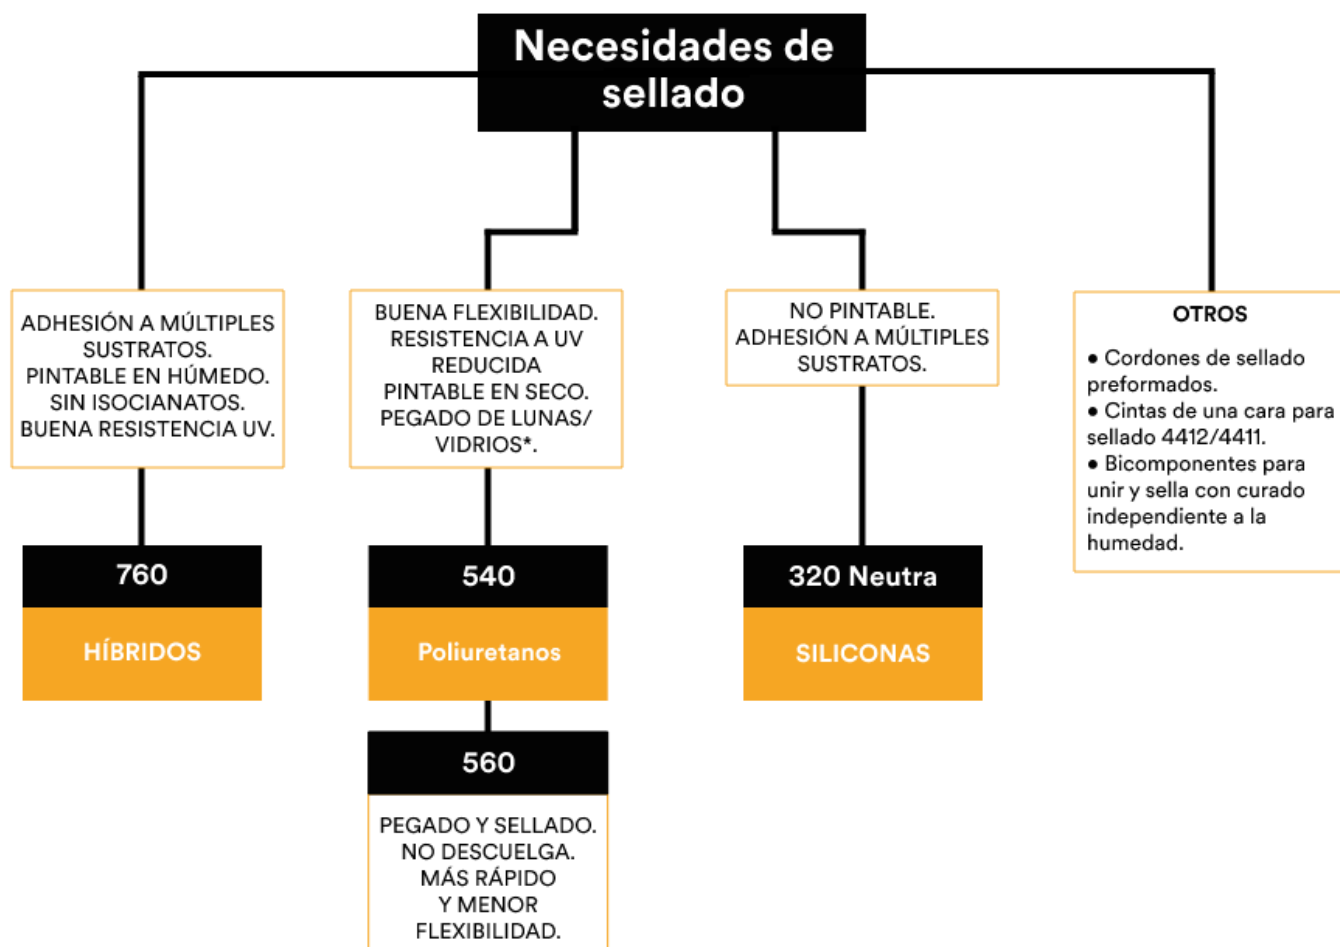 Necesidades de
sellado
ADHESIÓN A MÚLTIPLES
SUSTRATOS.
PINTABLE EN HÚMEDO.
SIN ISOCIANATOS.
BUENA RESISTENCIA UV.
760
HÍBRIDOS
BUENA FLEXIBILIDAD.
RESISTENCIA A UV
REDUCIDA
PINTABLE EN SECO.
PEGADO DE LUNAS/
VIDRIOS*.
540
Poliuretanos
560
PEGADO Y SELLADO.
NO DESCUELGA.
MÁS RÁPIDO
Y MENOR
FLEXIBILIDAD.
NO PINTABLE.
ADHESIÓN A MÚLTIPLES
SUSTRATOS.
320 Neutra
SILICONAS
OTROS
● Cordones de sellado
preformados.
● Cintas de una cara para
sellado 4412/4411.
● Bicomponentes para
unir y sella con curado
independiente a la
humedad.